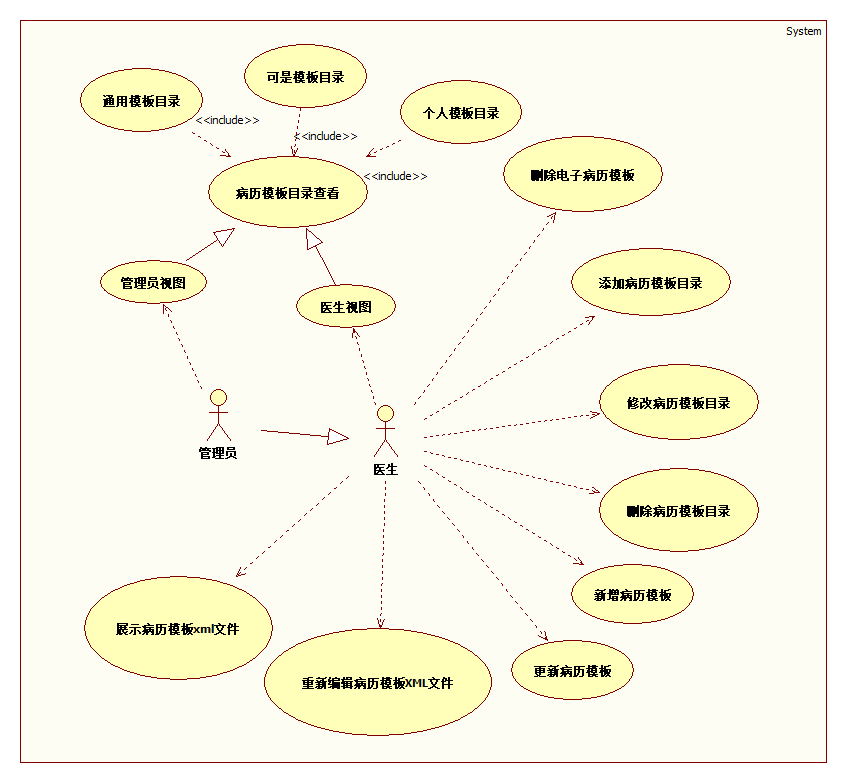 System
可是模板目录
通用模板目录
个人模板目录
<<include>>
<<include>>
<<include>>
删除电子病历模板
病历模板目录查看
管理员视图
添加病历模板目录
医生视图
修改病历模板目录
管理员
医生
删除病历模板目录
新增病历模板
展示病历模板xml文件
更新病历模板
重新编辑病历模板XML文件